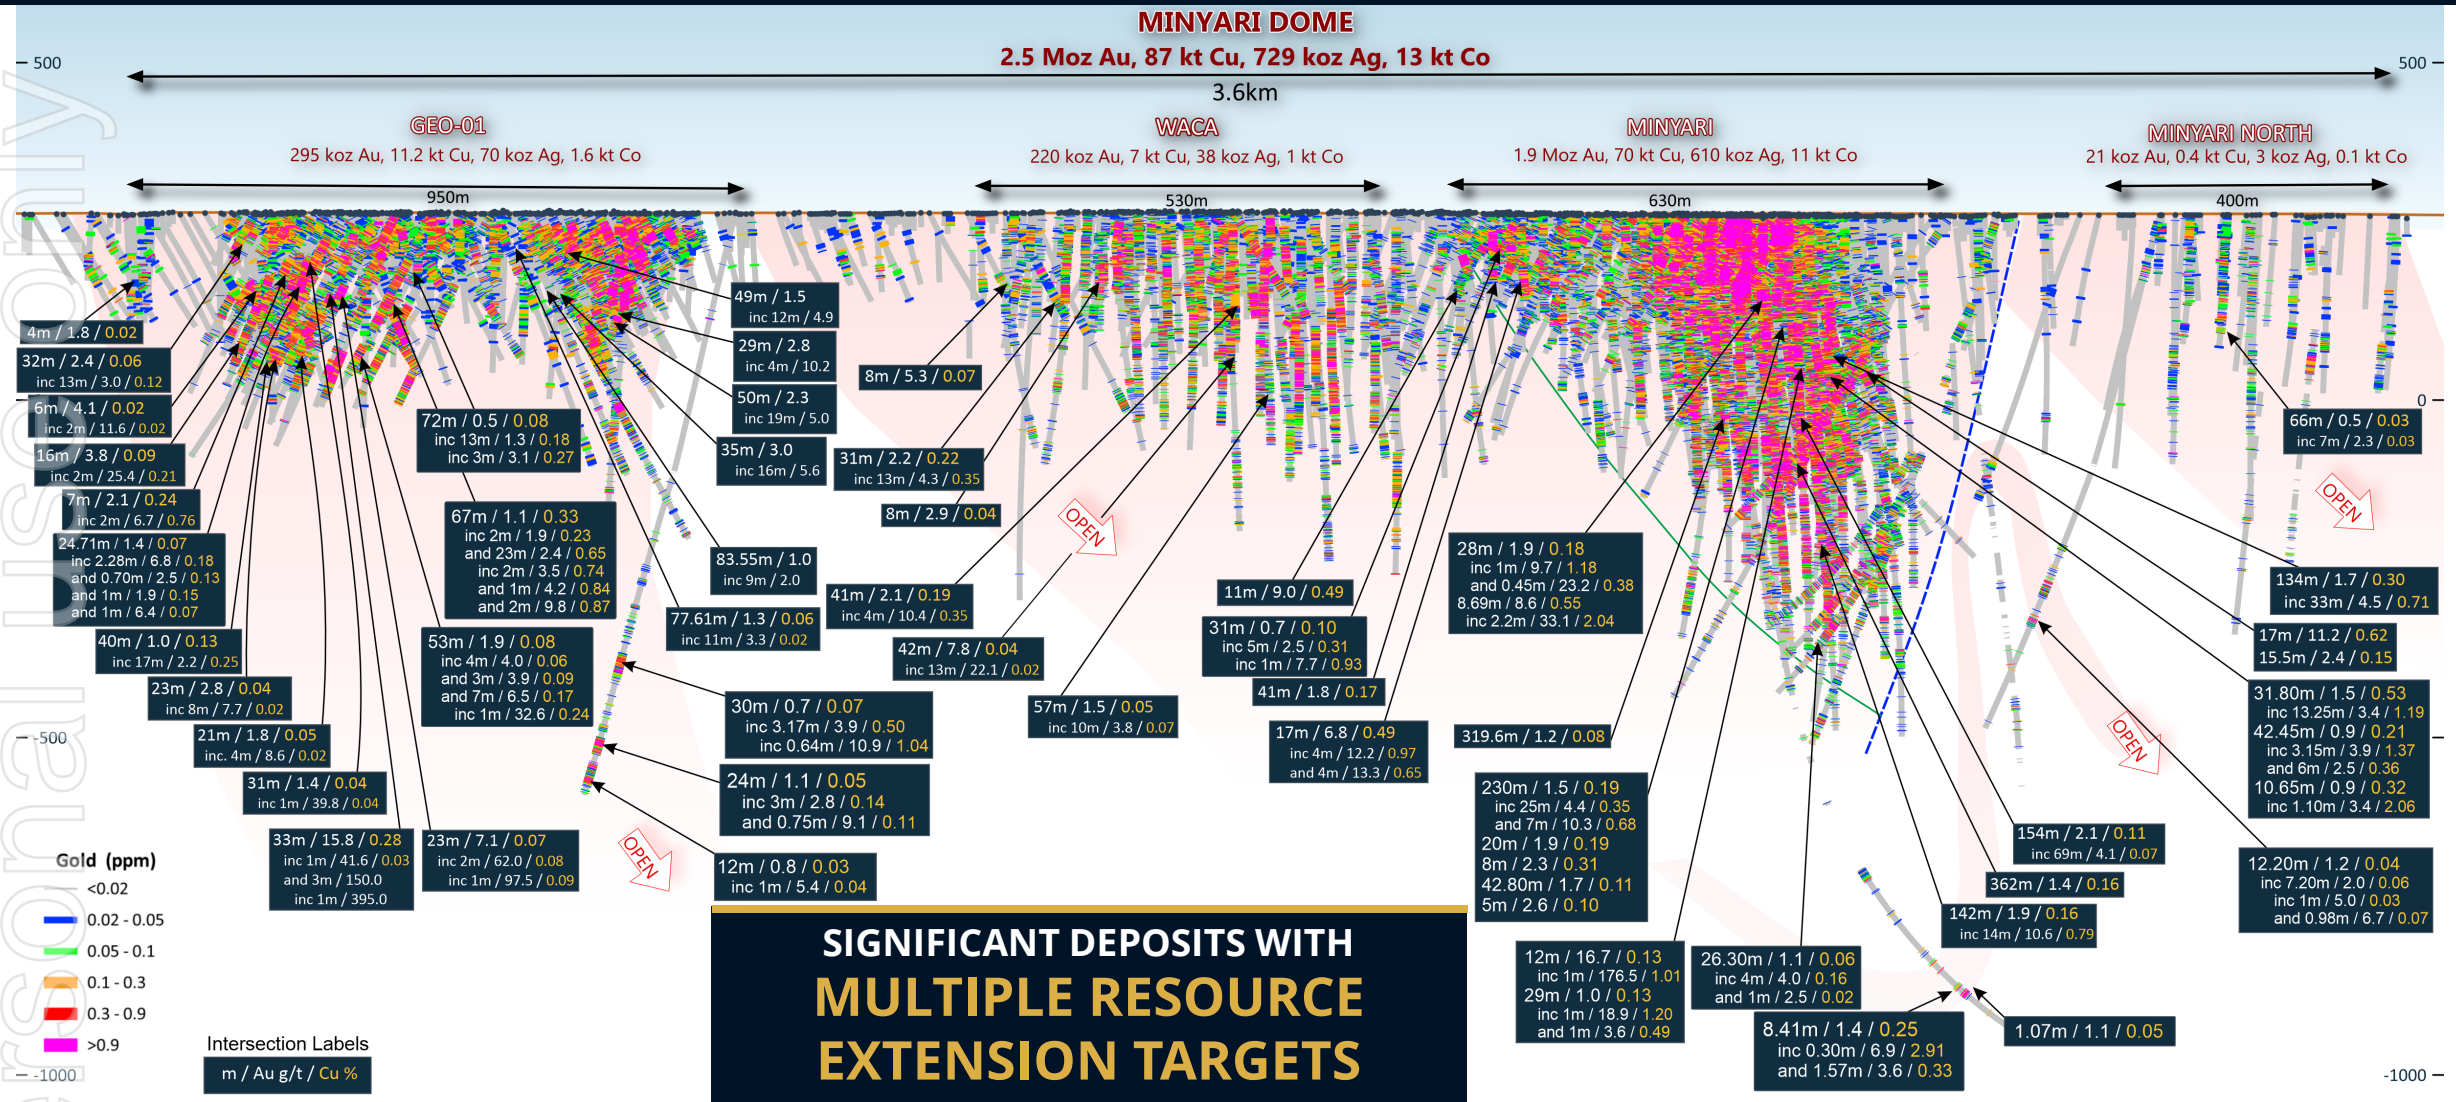 MINYARI DOME
2.5 Moz Au, 87 kt Cu, 729 koz Ag, 13 kt Co
500
500
3.6km
GEO-01
295 koz Au, 11.2 kt Cu, 70 koz Ag, 1.6 kt Co
950m
WACA
220 koz Au, 7 kt Cu, 38 koz Ag, 1 kt Co
530m
MINYARI
1.9 Moz Au, 70 kt Cu, 610 koz Ag, 11 kt Co
630m
MINYARI NORTH
21 koz Au, 0.4 kt Cu, 3 koz Ag, 0.1 kt Co
400m
4m / 1.8 / 0.02
32m / 2.4 / 0.06
inc 13m / 3.0 / 0.12
6m / 4.1 / 0.02
inc 2m / 11.6 / 0.02
16m / 3.8 / 0.09
inc 2m / 25.4 / 0.21
7m / 2.1 / 0.24
inc 2m / 6.7 / 0.76
24.71m / 1.4 / 0.07
inc 2.28m / 6.8 / 0.18
and 0.70m / 2.5 / 0.13
and 1m / 1.9 / 0.15
and 1m / 6.4 / 0.07
40m / 1.0 / 0.13
inc 17m / 2.2 / 0.25
23m / 2.8 / 0.04
inc 8m / 7.7 / 0.02
21m / 1.8 / 0.05
inc. 4m / 8.6 / 0.02
31m / 1.4 / 0.04
inc 1m / 39.8 / 0.04
33m / 15.8 / 0.28
inc 1m / 41.6 / 0.03
and 3m / 150.0
inc 1m / 395.0
23m / 7.1 / 0.07
inc 2m / 62.0 / 0.08
inc 1m / 97.5 / 0.09
72m / 0.5 / 0.08
inc 13m / 1.3 / 0.18
inc 3m / 3.1 / 0.27
67m / 1.1 / 0.33
inc 2m / 1.9 / 0.23
and 23m / 2.4 / 0.65
inc 2m / 3.5 / 0.74
and 1m / 4.2 / 0.84
and 2m / 9.8 / 0.87
53m / 1.9 / 0.08
inc 4m / 4.0 / 0.06
and 3m / 3.9 / 0.09
and 7m / 6.5 / 0.17
inc 1m / 32.6 / 0.24
49m / 1.5
inc 12m / 4.9
29m / 2.8
inc 4m / 10.2
50m / 2.3
inc 19m / 5.0
35m / 3.0
inc 16m / 5.6
83.55m / 1.0
inc 9m / 2.0
77.61m / 1.3 / 0.06
inc 11m / 3.3 / 0.02
30m / 0.7 / 0.07
inc 3.17m / 3.9 / 0.50
inc 0.64m / 10.9 / 1.04
24m / 1.1 / 0.05
inc 3m / 2.8 / 0.14
and 0.75m / 9.1 / 0.11
12m / 0.8 / 0.03
inc 1m / 5.4 / 0.04
OPEN
8m / 5.3 / 0.07
31m / 2.2 / 0.22
inc 13m / 4.3 / 0.35
8m / 2.9 / 0.04
41m / 2.1 / 0.19
inc 4m / 10.4 / 0.35
42m / 7.8 / 0.04
inc 13m / 22.1 / 0.02
57m / 1.5 / 0.05
inc 10m / 3.8 / 0.07
OPEN
11m / 9.0 / 0.49
31m / 0.7 / 0.10
inc 5m / 2.5 / 0.31
inc 1m / 7.7 / 0.93
41m / 1.8 / 0.17
17m / 6.8 / 0.49
inc 4m / 12.2 / 0.97
and 4m / 13.3 / 0.65
28m / 1.9 / 0.18
inc 1m / 9.7 / 1.18
and 0.45m / 23.2 / 0.38
8.69m / 8.6 / 0.55
inc 2.2m / 33.1 / 2.04
319.6m / 1.2 / 0.08
230m / 1.5 / 0.19
inc 25m / 4.4 / 0.35
and 7m / 10.3 / 0.68
20m / 1.9 / 0.19
8m / 2.3 / 0.31
42.80m / 1.7 / 0.11
5m / 2.6 / 0.10
12m / 16.7 / 0.13
inc 1m / 176.5 / 1.01
29m / 1.0 / 0.13
inc 1m / 18.9 / 1.20
and 1m / 3.6 / 0.49
26.30m / 1.1 / 0.06
inc 4m / 4.0 / 0.16
and 1m / 2.5 / 0.02
8.41m / 1.4 / 0.25
inc 0.30m / 6.9 / 2.91
and 1.57m / 3.6 / 0.33
1.07m / 1.1 / 0.05
142m / 1.9 / 0.16
inc 14m / 10.6 / 0.79
362m / 1.4 / 0.16
154m / 2.1 / 0.11
inc 69m / 4.1 / 0.07
0
66m / 0.5 / 0.03
inc 7m / 2.3 / 0.03
OPEN
134m / 1.7 / 0.30
inc 33m / 4.5 / 0.71
17m / 11.2 / 0.62
15.5m / 2.4 / 0.15
31.80m / 1.5 / 0.53
inc 13.25m / 3.4 / 1.19
42.45m / 0.9 / 0.21
inc 3.15m / 3.9 / 1.37
and 6m / 2.5 / 0.36
10.65m / 0.9 / 0.32
inc 1.10m / 3.4 / 2.06
OPEN
12.20m / 1.2 / 0.04
inc 7.20m / 2.0 / 0.06
inc 1m / 5.0 / 0.03
and 0.98m / 6.7 / 0.07
-500
Gold (ppm)
<0.02
0.02 - 0.05
0.05 - 0.1
0.1 - 0.3
0.3 - 0.9
>0.9
-1000
-1000
Intersection Labels
m / Au g/t / Cu %
SIGNIFICANT DEPOSITS WITH
MULTIPLE RESOURCE
EXTENSION TARGETS
ersonal use only